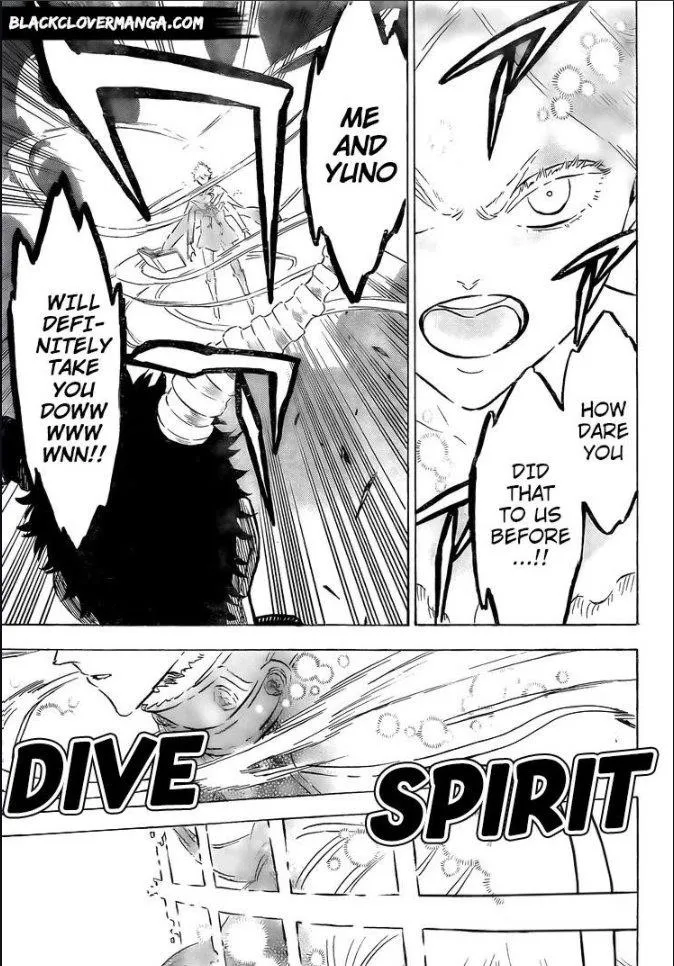 BLACKCLOVERMANGA.COM
HOW
DARE
YOU
DID
THAT
TO US
BEFORE
...!!
ME
AND
YUNO
WILL
DEFI-
NITELY
TAKE
YOU
DOWW
WWW
WNN!!
SPIRIT
DIVE